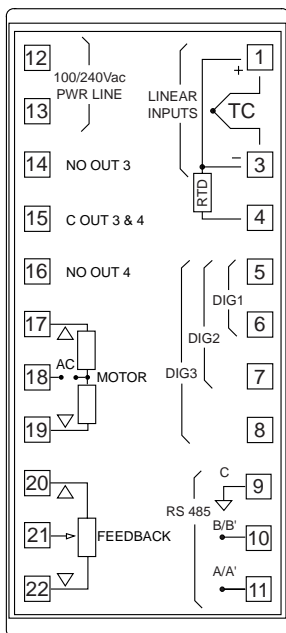 12
100/240Vac
PWR LINE
13
14 NO OUT 3
15 C OUT 3 & 4
16 NO OUT 4
17
18 AC MOTOR
19
20
21 FEEDBACK
22
LINEAR
INPUTS
1
+
TC
−
3
RTD
4
5
DIG1
6
DIG2
7
DIG3
8
RS 485
C
9
B/B'
10
A/A'
11